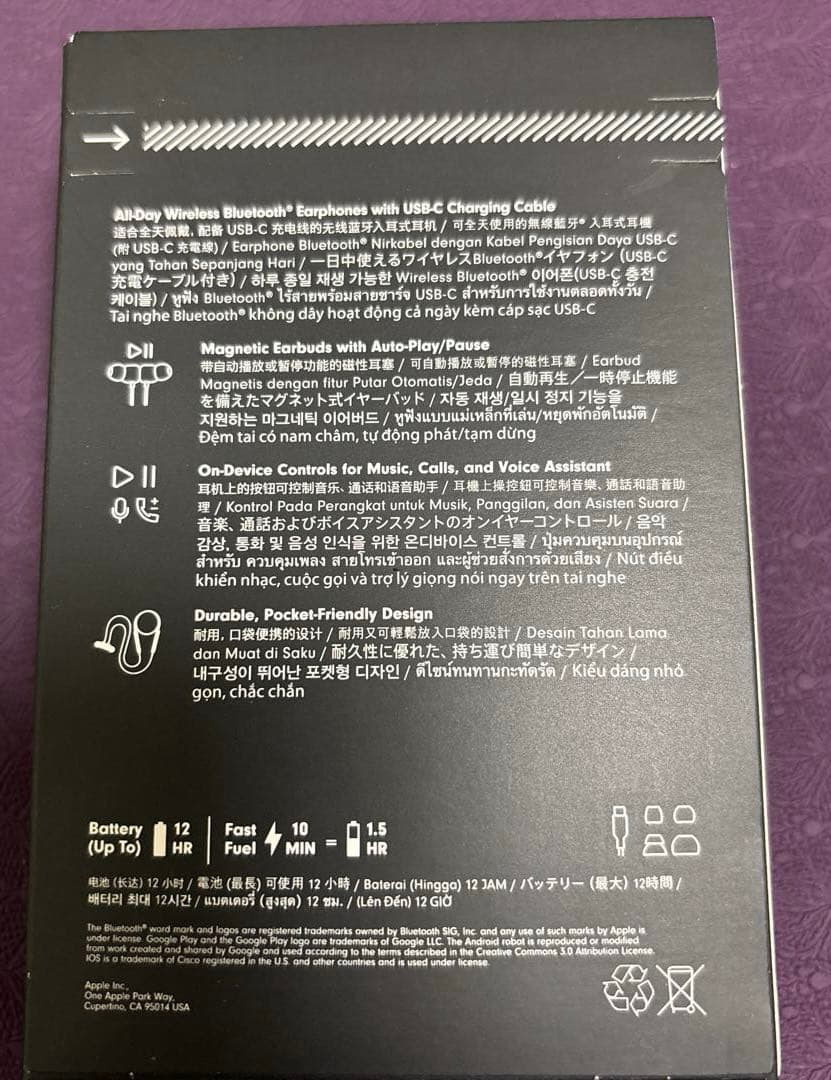 All-Day Wireless Bluetooth® Earphones with USB-C Charging Cable
适合全天佩戴, 配备 USB-C 充电线的无线蓝牙入耳式耳机 / 可全天使用的無線藍牙® 入耳式耳機
(附 USB-C 充電線) / Earphone Bluetooth® Nirkabel dengan Kabel Pengisian Daya USB-C
yang Tahan Sepanjang Hari / 一日中使えるワイヤレスBluetooth®イヤフォン (USB-C
充電ケーブル付き) / 하루 종일 재생 가능한 Wireless Bluetooth® 이어폰(USB-C 충전
케이블) / หูฟัง Bluetooth® ไร้สายพร้อมสายชาร์จ USB-C สำหรับการใช้งานตลอดทั้งวัน /
Tai nghe Bluetooth® không dây hoạt động cả ngày kèm cáp sạc USB-C
Magnetic Earbuds with Auto-Play/Pause
带自动播放或暂停功能的磁性耳塞 / 可自動播放或暫停的磁性耳塞 / Earbud
Magnetis dengan fitur Putar Otomatis/Jeda / 自動再生／一時停止機能
を備えたマグネット式イヤーバッド / 자동 재생/일시 정지 기능을
지원하는 마그네틱 이어버드 / หูฟังแบบแม่เหล็กที่เล่น/หยุดพักอัตโนมัติ /
Đệm tai có nam châm, tự động phát/tạm dừng
On-Device Controls for Music, Calls, and Voice Assistant
耳机上的按钮可控制音乐、通话和语音助手 / 耳機上操控鈕可控制音樂、通話和語音助
理 / Kontrol Pada Perangkat untuk Musik, Panggilan, dan Asisten Suara /
音楽、通話およびボイスアシスタントのオンイヤーコントロール / 음악
감상, 통화 및 음성 인식을 위한 온디바이스 컨트롤 / ปุ่มควบคุมบนอุปกรณ์
สำหรับ ควบคุมเพลง สายโทรเข้าออก และผู้ช่วยสั่งการด้วยเสียง / Nút điều
khiển nhạc, cuộc gọi và trợ lý giọng nói ngay trên tai nghe
Durable, Pocket-Friendly Design
耐用, 口袋便携的设计 / 耐用又可輕鬆放入口袋的設計 / Desain Tahan Lama
dan Muat di Saku / 耐久性に優れた、持ち運び簡単なデザイン /
내구성이 뛰어난 포켓형 디자인 / ดีไซน์ทนทานกะทัดรัด / Kiểu dáng nhỏ
gọn, chắc chắn
Battery (Up To) 12 HR | Fast Fuel 10 MIN = 1.5 HR
电池 (长达) 12 小时 / 電池 (最長) 可使用 12 小時 / Baterai (Hingga) 12 JAM / バッテリー (最大) 12時間 /
배터리 최대 12시간 / แบตเตอรี่ (สูงสุด) 12 ชม. / (Lên Đến) 12 GIỜ
The Bluetooth® word mark and logos are registered trademarks owned by Bluetooth SIG, Inc. and any use of such marks by Apple is
under license. Google Play and the Google Play logo are trademarks of Google LLC. The Android robot is reproduced or modified
from work created and shared by Google and used according to the terms described in the Creative Commons 3.0 Attribution License.
IOS is a trademark of Cisco registered in the U.S. and other countries and is used under license.
Apple Inc.,
One Apple Park Way,
Cupertino, CA 95014 USA